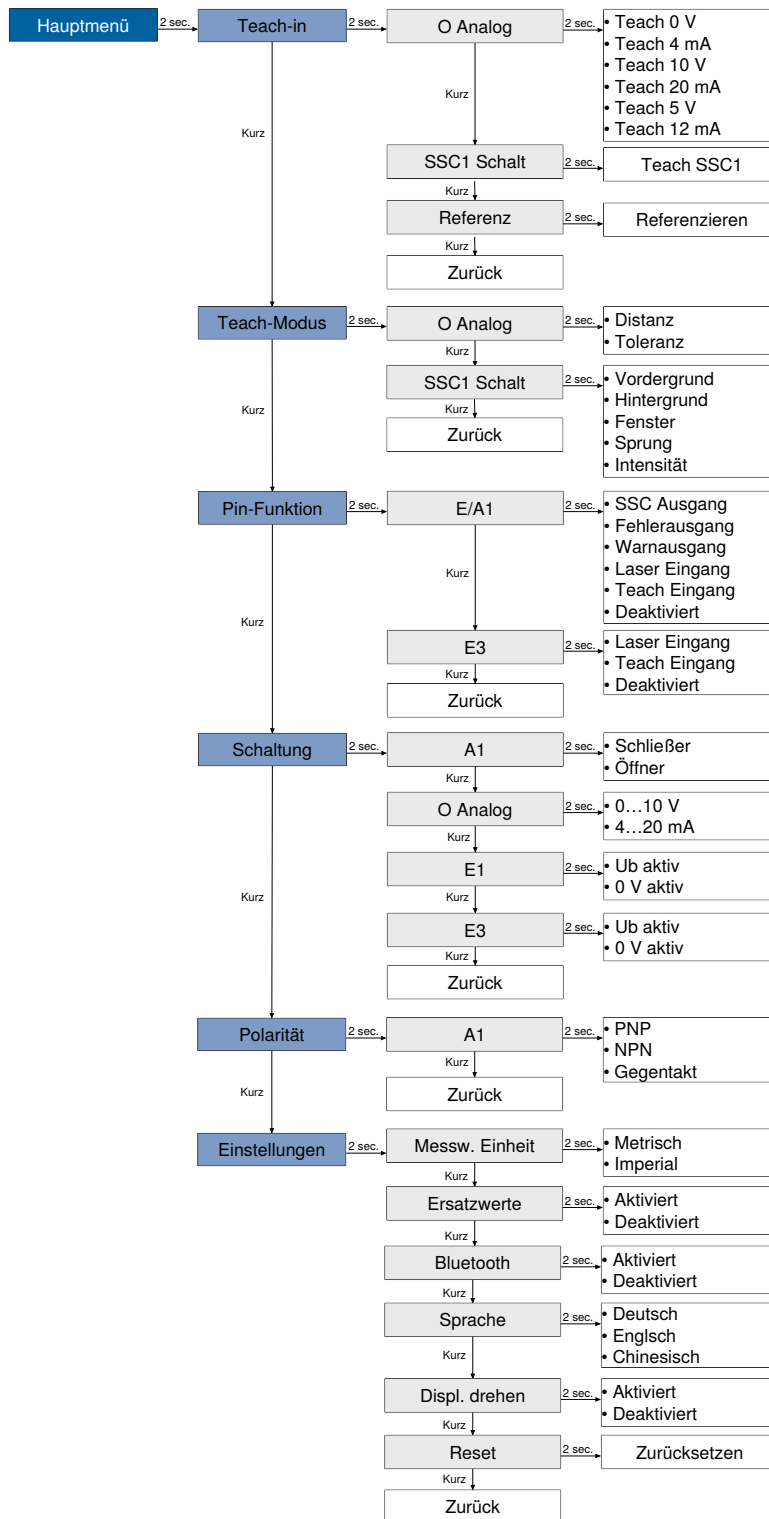 Hauptmenü
2 sec.
Teach-in
2 sec.
O Analog
2 sec.
• Teach 0 V
• Teach 4 mA
• Teach 10 V
• Teach 20 mA
• Teach 5 V
• Teach 12 mA
Kurz
Kurz
SSC1 Schalt
2 sec.
Teach SSC1
Kurz
Referenz
2 sec.
Referenzieren
Kurz
Zurück
Teach-Modus
2 sec.
O Analog
2 sec.
• Distanz
• Toleranz
Kurz
Kurz
SSC1 Schalt
2 sec.
• Vordergrund
• Hintergrund
• Fenster
• Sprung
• Intensität
Kurz
Zurück
Pin-Funktion
2 sec.
E/A1
2 sec.
• SSC Ausgang
• Fehlerausgang
• Warnausgang
• Laser Eingang
• Teach Eingang
• Deaktiviert
Kurz
Kurz
E3
2 sec.
• Laser Eingang
• Teach Eingang
• Deaktiviert
Kurz
Zurück
Schaltung
2 sec.
A1
2 sec.
• Schließer
• Öffner
Kurz
O Analog
2 sec.
• 0…10 V
• 4…20 mA
Kurz
Kurz
E1
2 sec.
• Ub aktiv
• 0 V aktiv
Kurz
E3
2 sec.
• Ub aktiv
• 0 V aktiv
Kurz
Zurück
Polarität
2 sec.
A1
2 sec.
• PNP
• NPN
• Gegentakt
Kurz
Kurz
Zurück
Einstellungen
2 sec.
Messw. Einheit
2 sec.
• Metrisch
• Imperial
Kurz
Ersatzwerte
2 sec.
• Aktiviert
• Deaktiviert
Kurz
Bluetooth
2 sec.
• Aktiviert
• Deaktiviert
Kurz
Sprache
2 sec.
• Deutsch
• Englsch
• Chinesisch
Kurz
Displ. drehen
2 sec.
• Aktiviert
• Deaktiviert
Kurz
Reset
2 sec.
Zurücksetzen
Kurz
Zurück